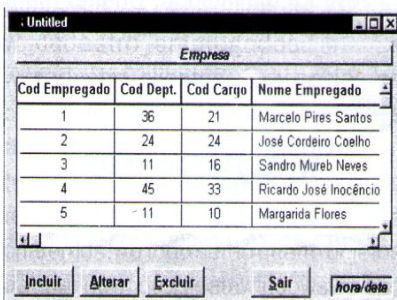 Untitled
Empresa
Cod Empregado Cod Dept. Cod Cargo Nome Empregado
1 36 21 Marcelo Pires Santos
2 24 24 José Cordeiro Coelho
3 11 16 Sandro Mureb Neves
4 45 33 Ricardo José Inocêncio
5 11 10 Margarida Flores
Incluir Alterar Excluir Sair hora/data